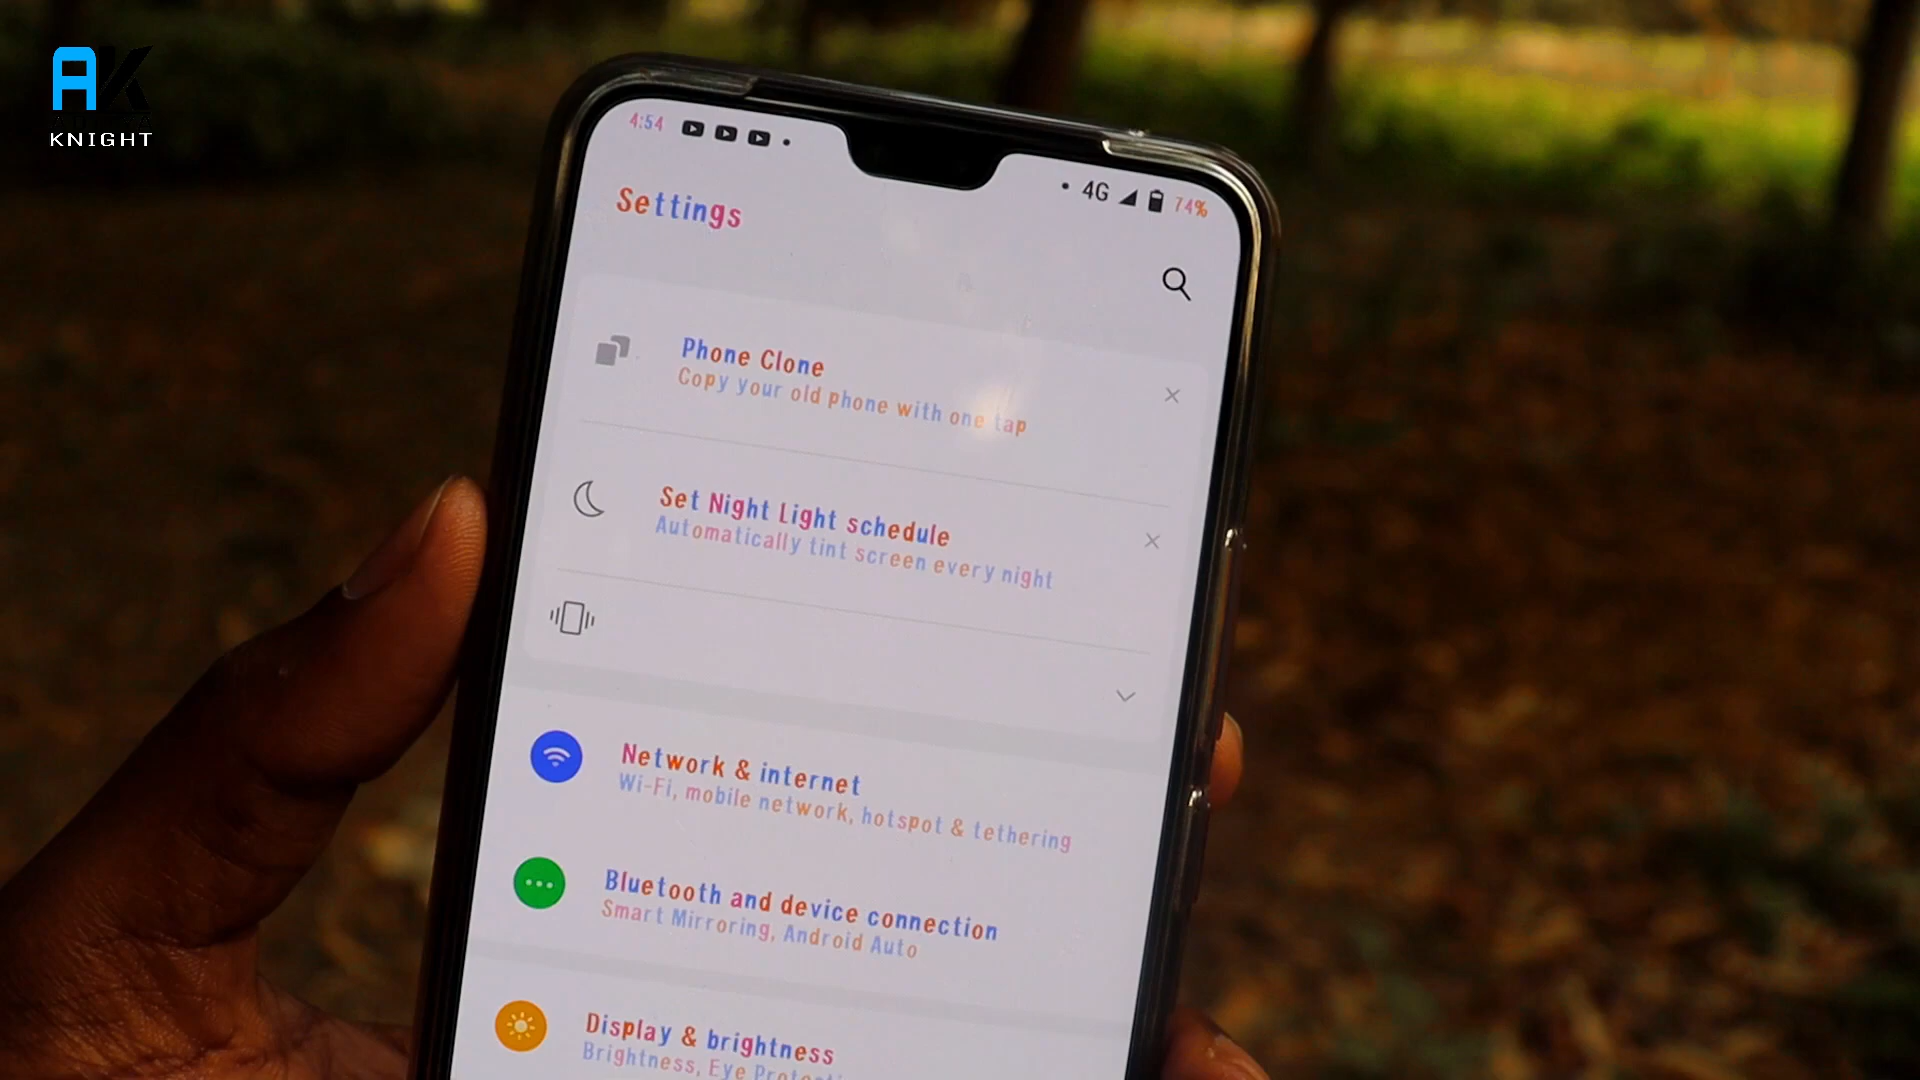 AK
KNIGHT
4:54
4G 74%
Settings
Phone Clone
Copy your old phone with one tap
Set Night Light schedule
Automatically tint screen every night
Network & internet
Wi-Fi, mobile network, hotspot & tethering
Bluetooth and device connection
Smart Mirroring, Android Auto
Display & brightness
Brightness, Eye